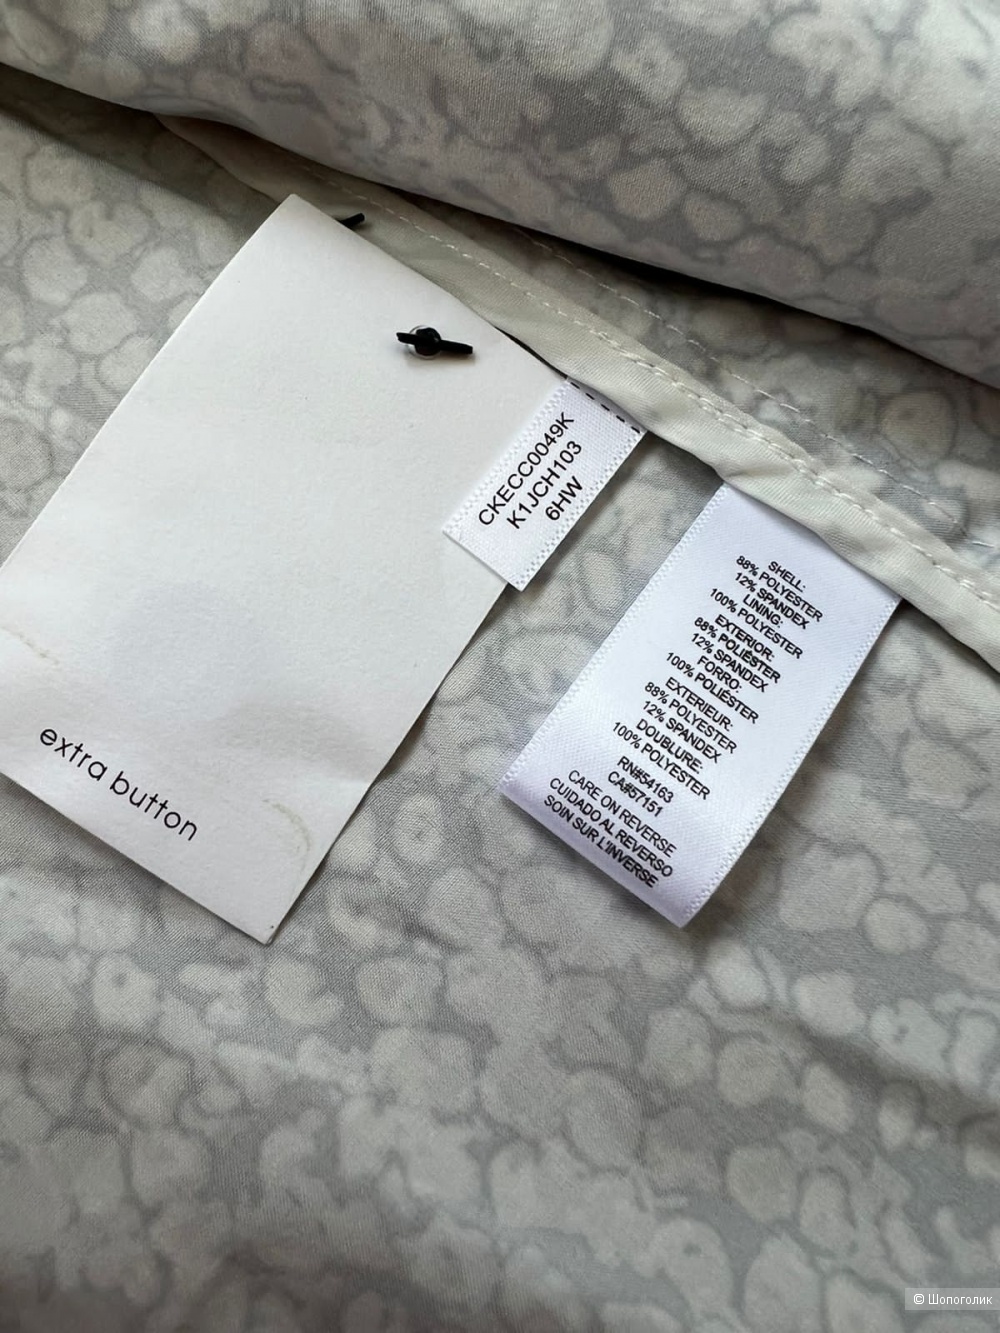 extra button
CKECC0049K
K1JCH103
6HW
SHELL:
88% POLYESTER
12% SPANDEX
LINING:
100% POLYESTER
EXTERIOR:
88% POLIÉSTER
12% SPANDEX
FORRO:
100% POLIÉSTER
EXTERIEUR:
88% POLYESTER
12% SPANDEX
DOUBLURE:
100% POLYESTER
RN#54163
CA#57151
CARE ON REVERSE
CUIDADO AL REVERSO
SOIN SUR L'INVERSE
© Шопоголик